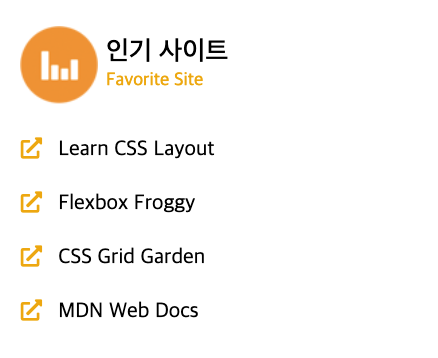 인기 사이트
Favorite Site
Learn CSS Layout
Flexbox Froggy
CSS Grid Garden
MDN Web Docs